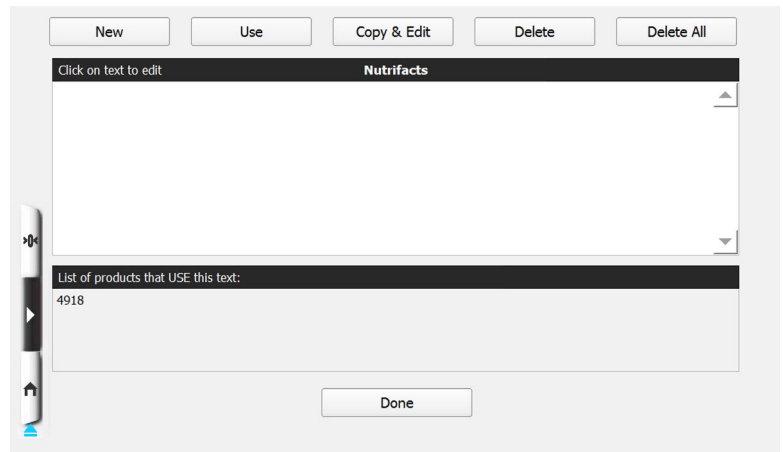 New Use Copy & Edit Delete Delete All
Click on text to edit Nutrifacts
>0<
List of products that USE this text:
4918
Done